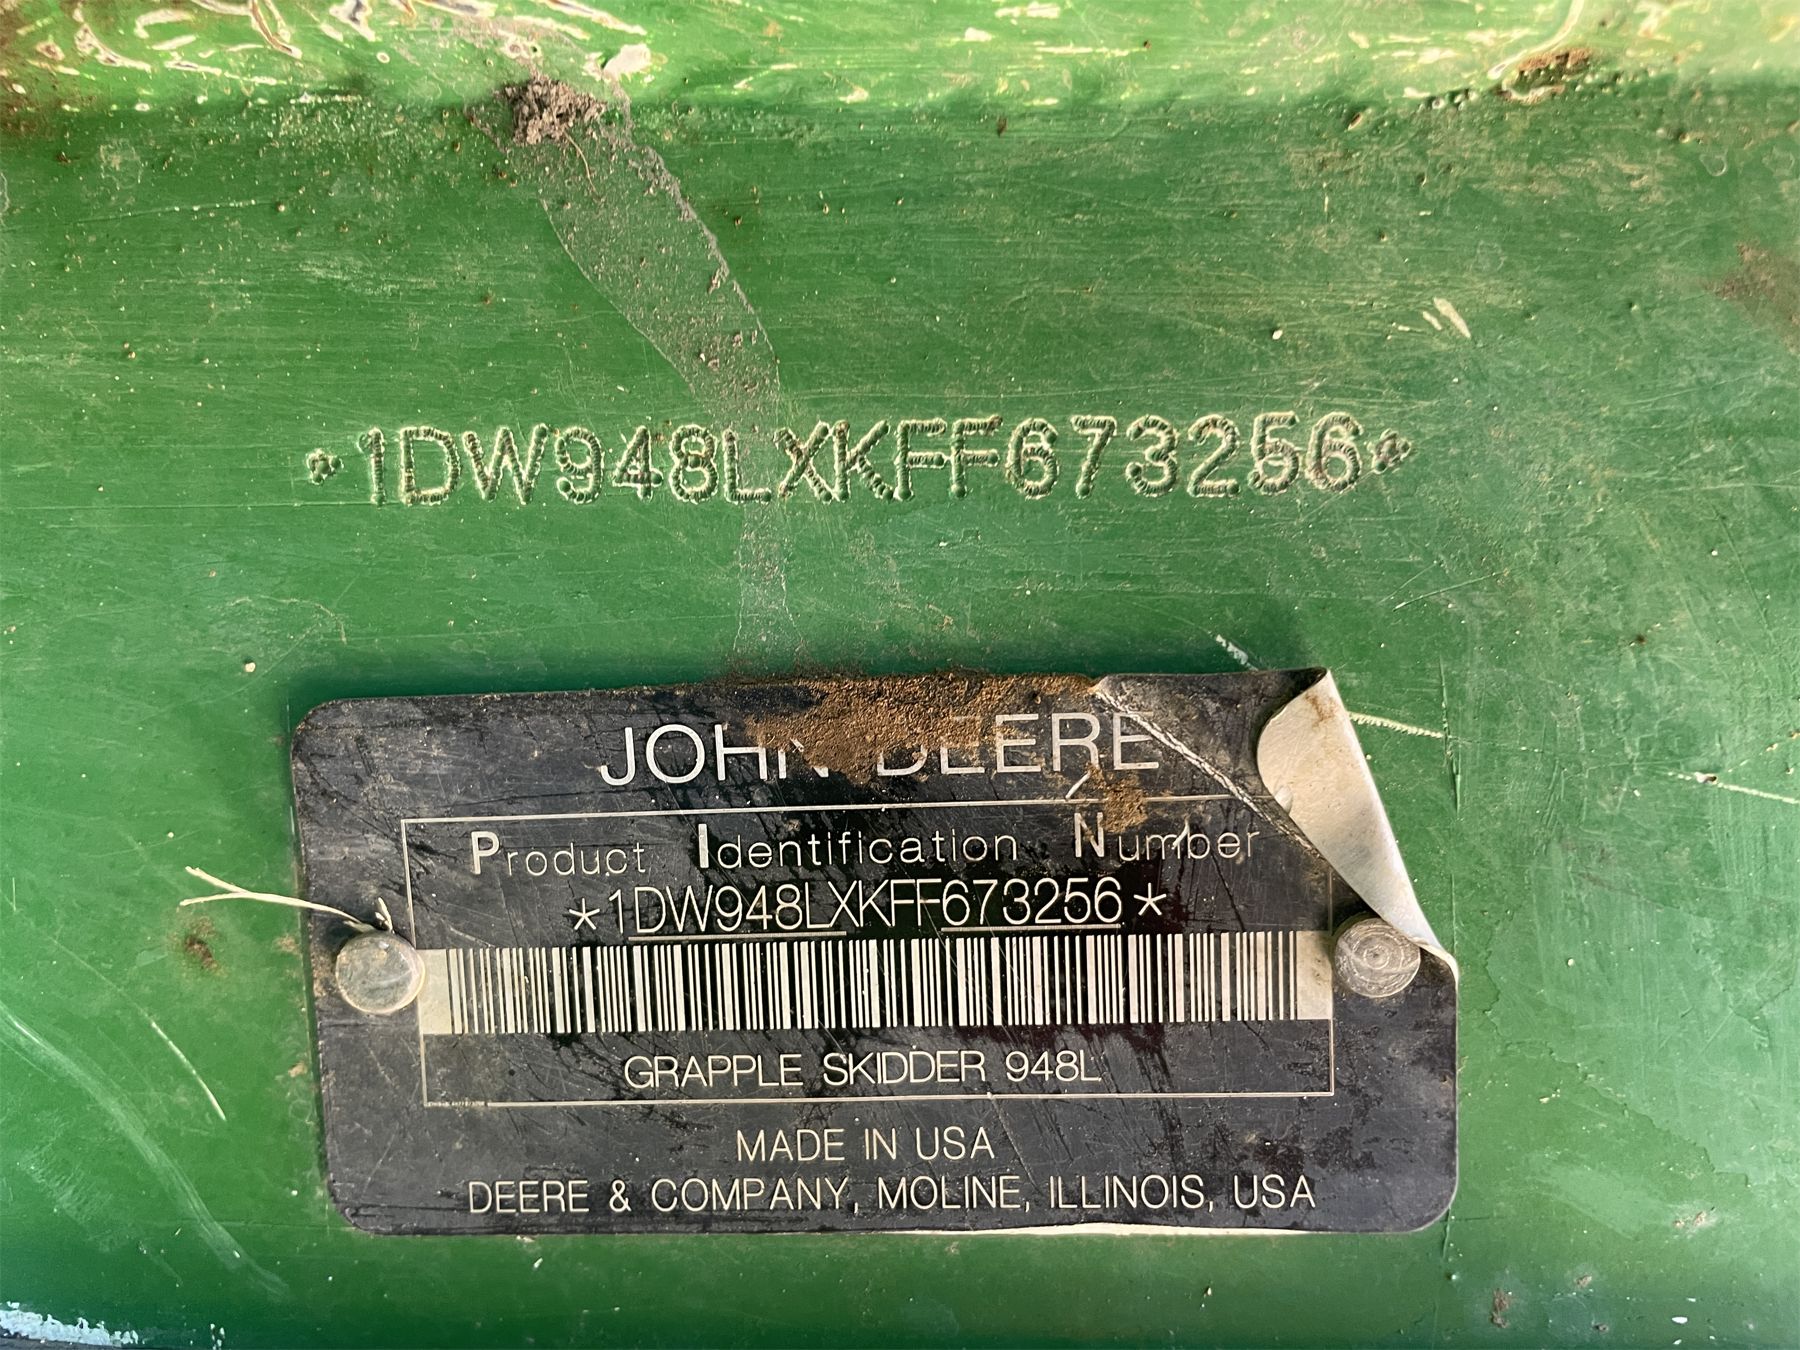 *1DW948LXKFF673256*
JOHN DEERE
Product Identification Number
*1DW948LXKFF673256*
GRAPPLE SKIDDER 948L
MADE IN USA
DEERE & COMPANY, MOLINE, ILLINOIS, USA